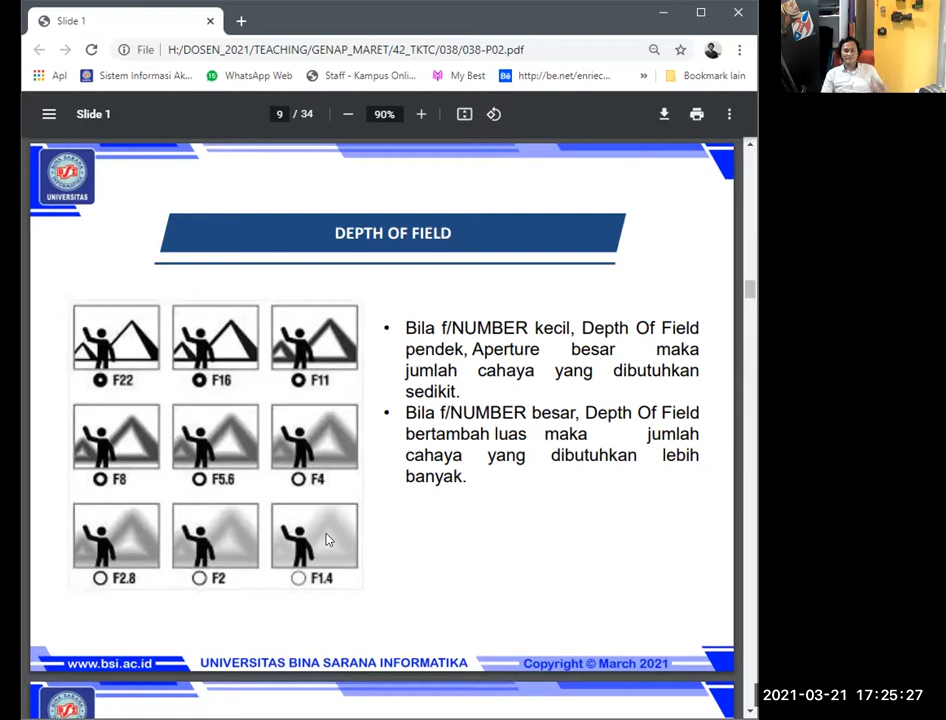 Slide 1
File
H:/DOSEN_2021/TEACHING/GENAP_MARET/42_TKTC/038/038-P02.pdf
Apl
Sistem Informasi Ak...
WhatsApp Web
Staff - Kampus Onli...
My Best
Bē
http://be.net/enriec...
»
Bookmark lain
Slide 1
9 / 34
90%
UNIVERSITAS
DEPTH OF FIELD
F22 F16 F11
F8 F5.6 F4
F2.8 F2 F1.4
• Bila f/NUMBER kecil, Depth Of Field
pendek, Aperture besar maka
jumlah cahaya yang dibutuhkan
sedikit.
• Bila f/NUMBER besar, Depth Of Field
bertambah luas maka jumlah
cahaya yang dibutuhkan lebih
banyak.
www.bsi.ac.id
UNIVERSITAS BINA SARANA INFORMATIKA
Copyright © March 2021
2021-03-21 17:25:27